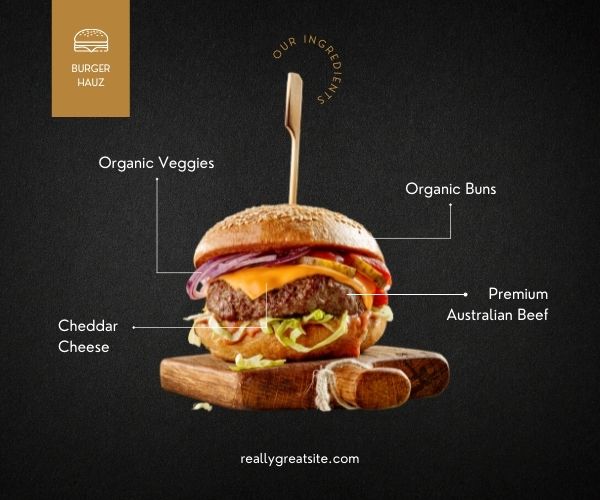 BURGER
HAUZ
OUR INGREDIENTS
Organic Veggies
Organic Buns
Premium
Australian Beef
Cheddar
Cheese
reallygreatsite.com